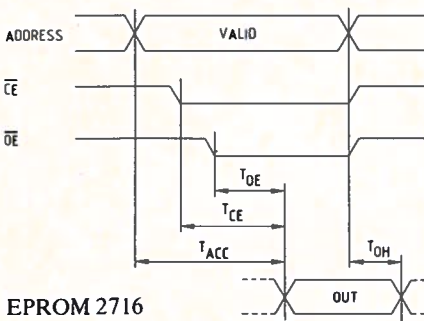 ADDRESS VALID
CE
OE
TOE
TCE
TACC TOH
OUT
EPROM 2716